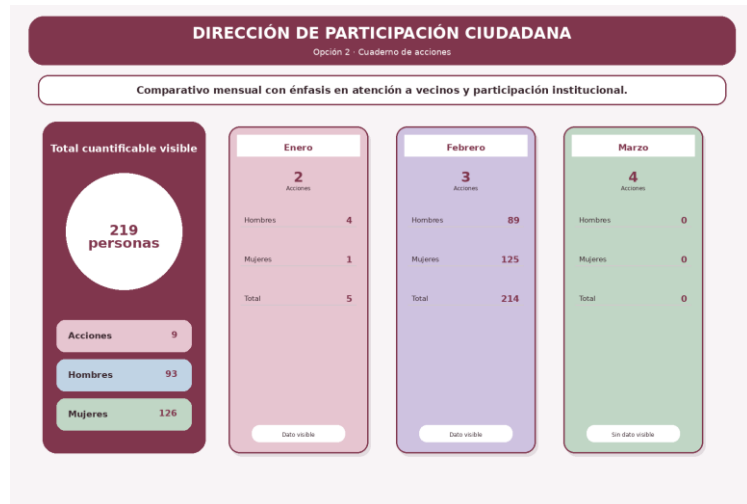 DIRECCIÓN DE PARTICIPACIÓN CIUDADANA
Opción 2 · Cuaderno de acciones
Comparativo mensual con énfasis en atención a vecinos y participación institucional.
Total cuantificable visible
219
personas
Acciones 9
Hombres 93
Mujeres 126
Enero
2
Acciones
Hombres 4
Mujeres 1
Total 5
Dato visible
Febrero
3
Acciones
Hombres 89
Mujeres 125
Total 214
Dato visible
Marzo
4
Acciones
Hombres 0
Mujeres 0
Total 0
Sin dato visible